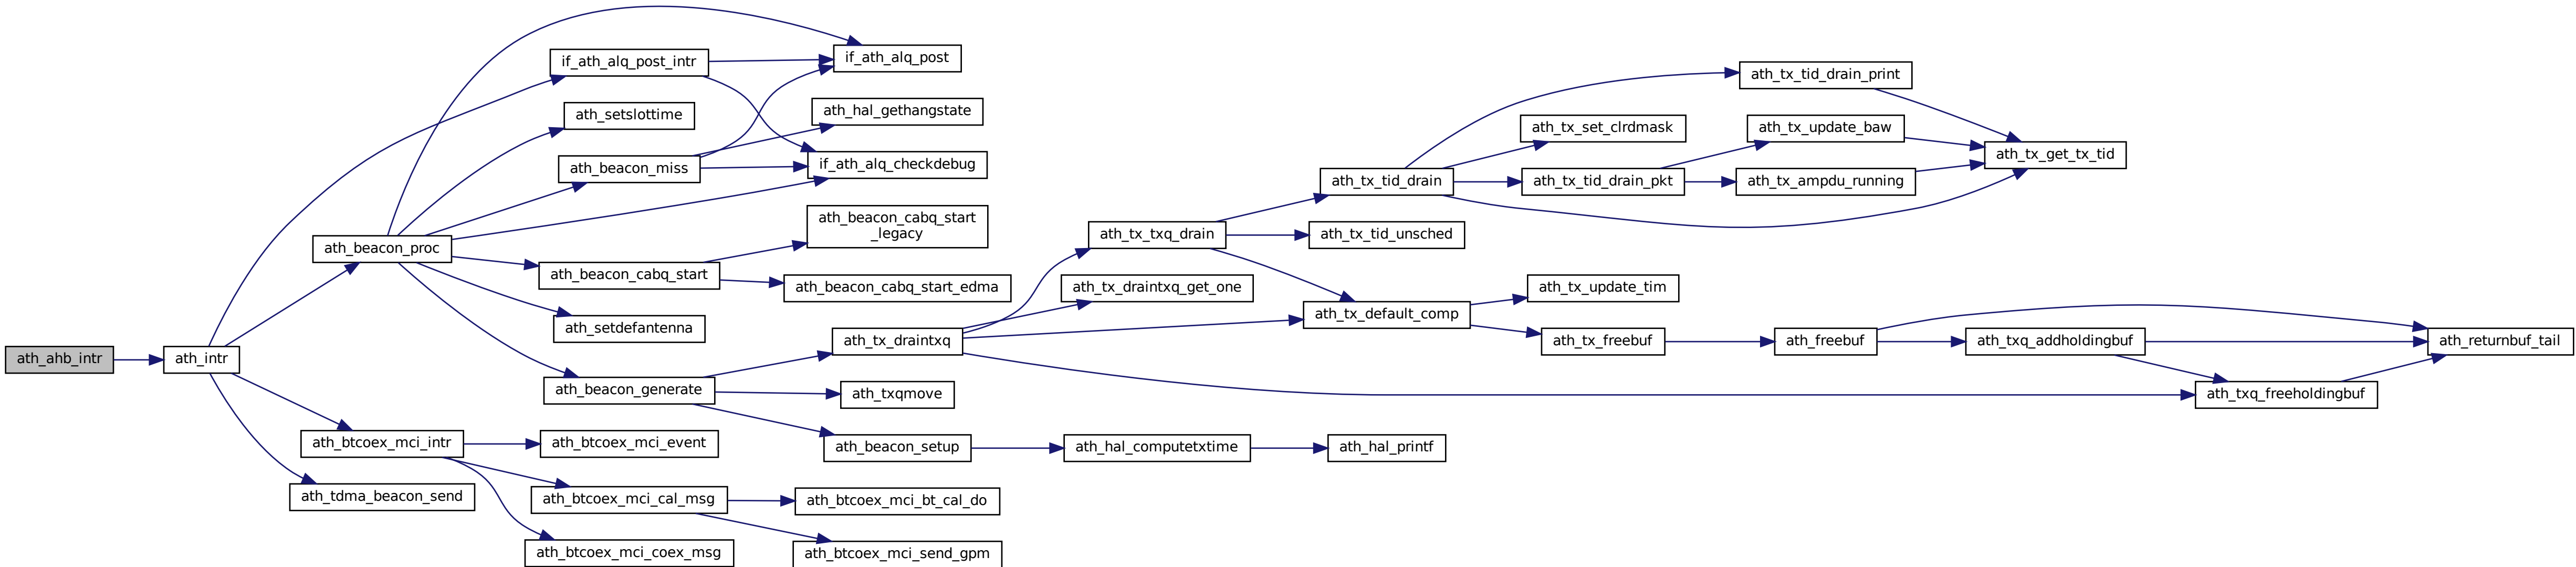 ath_ahb_intr
ath_intr
if_ath_alq_post_intr
ath_beacon_proc
ath_btcoex_mci_intr
ath_tdma_beacon_send
if_ath_alq_post
ath_setslottime
ath_hal_gethangstate
ath_beacon_miss
if_ath_alq_checkdebug
ath_beacon_cabq_start
_legacy
ath_beacon_cabq_start
ath_beacon_cabq_start_edma
ath_setdefantenna
ath_beacon_generate
ath_tx_draintxq
ath_txqmove
ath_beacon_setup
ath_btcoex_mci_event
ath_btcoex_mci_cal_msg
ath_btcoex_mci_bt_cal_do
ath_btcoex_mci_coex_msg
ath_btcoex_mci_send_gpm
ath_tx_txq_drain
ath_tx_draintxq_get_one
ath_hal_computetxtime
ath_hal_printf
ath_tx_tid_drain
ath_tx_tid_unsched
ath_tx_default_comp
ath_tx_set_clrdmask
ath_tx_tid_drain_pkt
ath_tx_update_tim
ath_tx_freebuf
ath_tx_tid_drain_print
ath_tx_update_baw
ath_tx_ampdu_running
ath_tx_get_tx_tid
ath_freebuf
ath_txq_addholdingbuf
ath_txq_freeholdingbuf
ath_returnbuf_tail